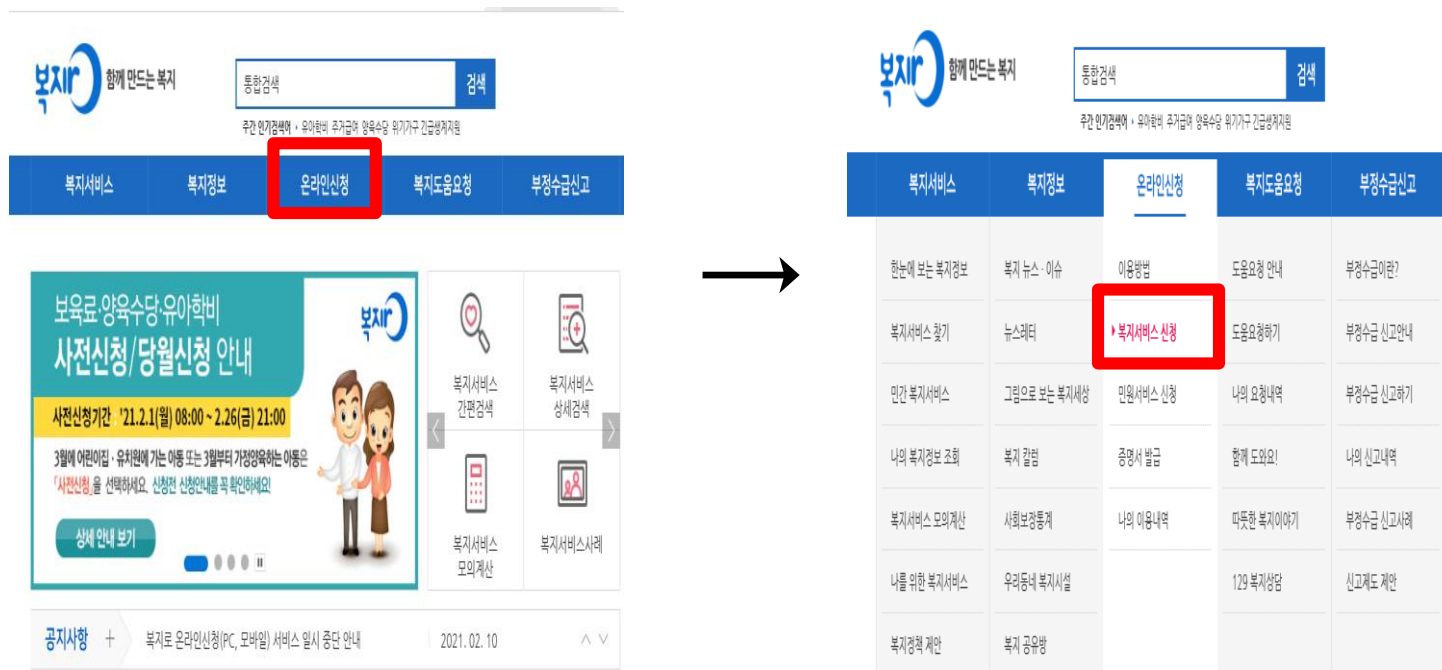 복지r 함께 만드는 복지
통합검색 검색
주간 인기검색어 · 유아학비 주거급여 양육수당 위기가구 긴급생계지원
복지서비스 복지정보 온라인신청 복지도움요청 부정수급신고
보육료·양육수당·유아학비
사전신청/당월신청 안내
복지r
사전신청기간 : '21.2.1(월) 08:00 ~ 2.26(금) 21:00
3월에 어린이집 · 유치원에 가는 아동 또는 3월부터 가정양육하는 아동은
「사전신청」을 선택하세요. 신청전 신청안내를 꼭 확인하세요!
상세 안내 보기
복지서비스
간편검색
복지서비스
상세검색
복지서비스
모의계산
복지서비스사례
공지사항 + 복지로 온라인신청(PC, 모바일) 서비스 일시 중단 안내 2021. 02. 10
복지r 함께 만드는 복지
통합검색 검색
주간 인기검색어 · 유아학비 주거급여 양육수당 위기가구 긴급생계지원
복지서비스 복지정보 온라인신청 복지도움요청 부정수급신고
한눈에 보는 복지정보 복지 뉴스 · 이슈 이용방법 도움요청 안내 부정수급이란?
복지서비스 찾기 뉴스레터 복지서비스 신청 도움요청하기 부정수급 신고안내
민간 복지서비스 그림으로 보는 복지세상 민원서비스 신청 나의 요청내역 부정수급 신고하기
나의 복지정보 조회 복지 칼럼 증명서 발급 함께 도와요! 나의 신고내역
복지서비스 모의계산 사회보장통계 나의 이용내역 따뜻한 복지이야기 부정수급 신고사례
나를 위한 복지서비스 우리동네 복지시설 129 복지상담 신고제도 제안
복지정책 제안 복지 공유방